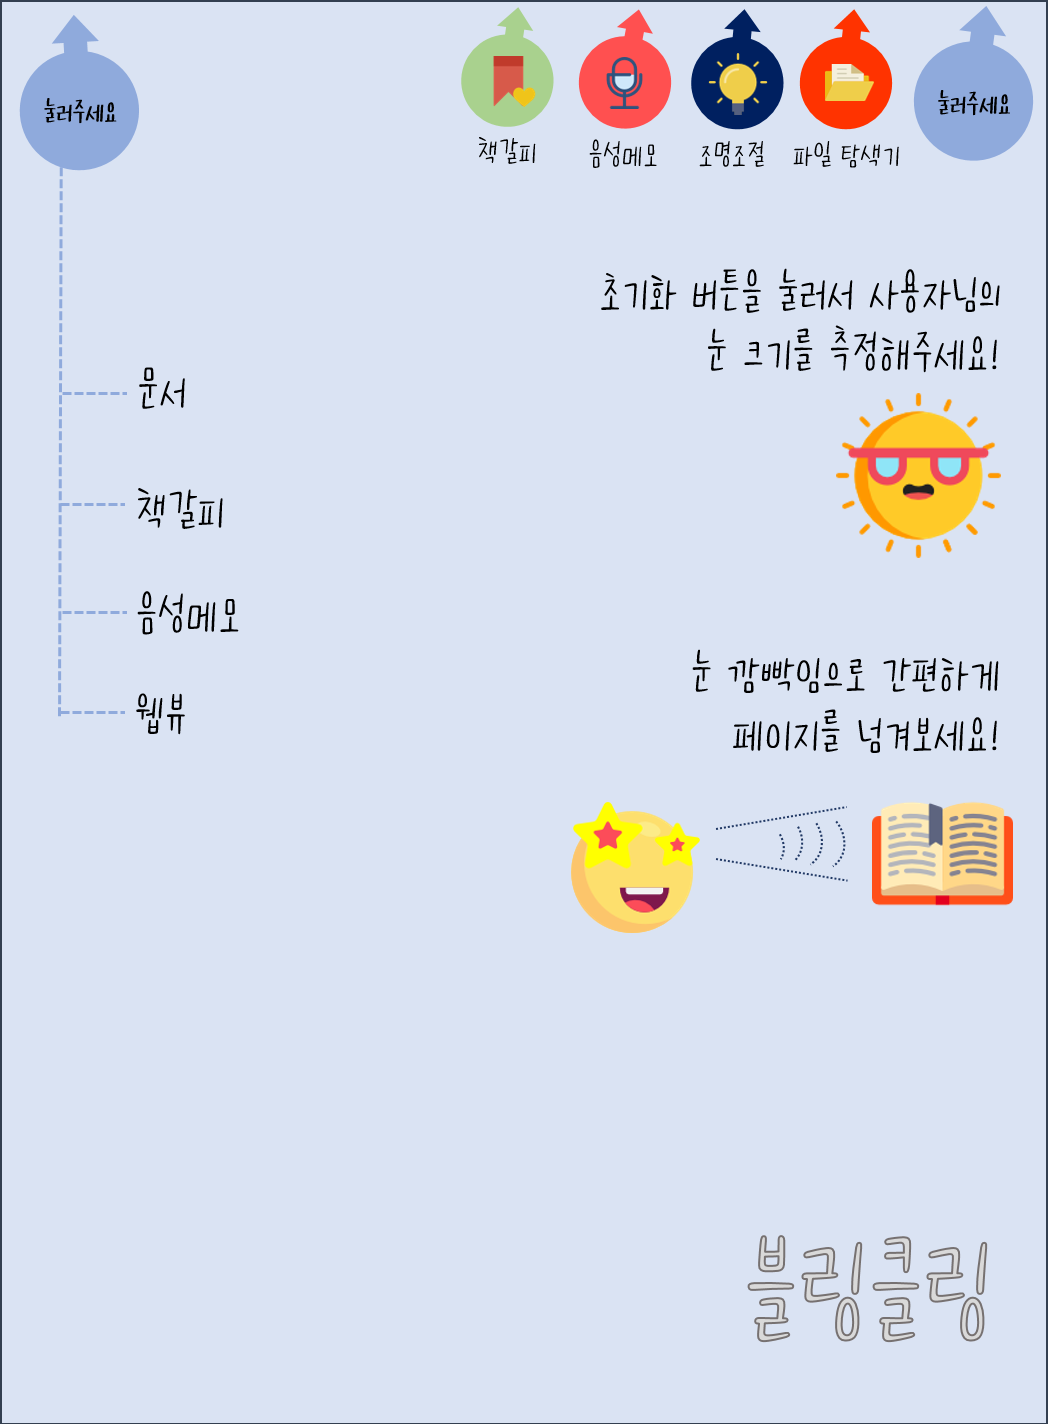 눌러주세요
책갈피
음성메모
조명조절
파일 탐색기
눌러주세요
초기화 버튼을 눌러서 사용자님의
눈 크기를 측정해주세요!
문서
책갈피
음성메모
웹뷰
눈 깜빡임으로 간편하게
페이지를 넘겨보세요!
블링클링